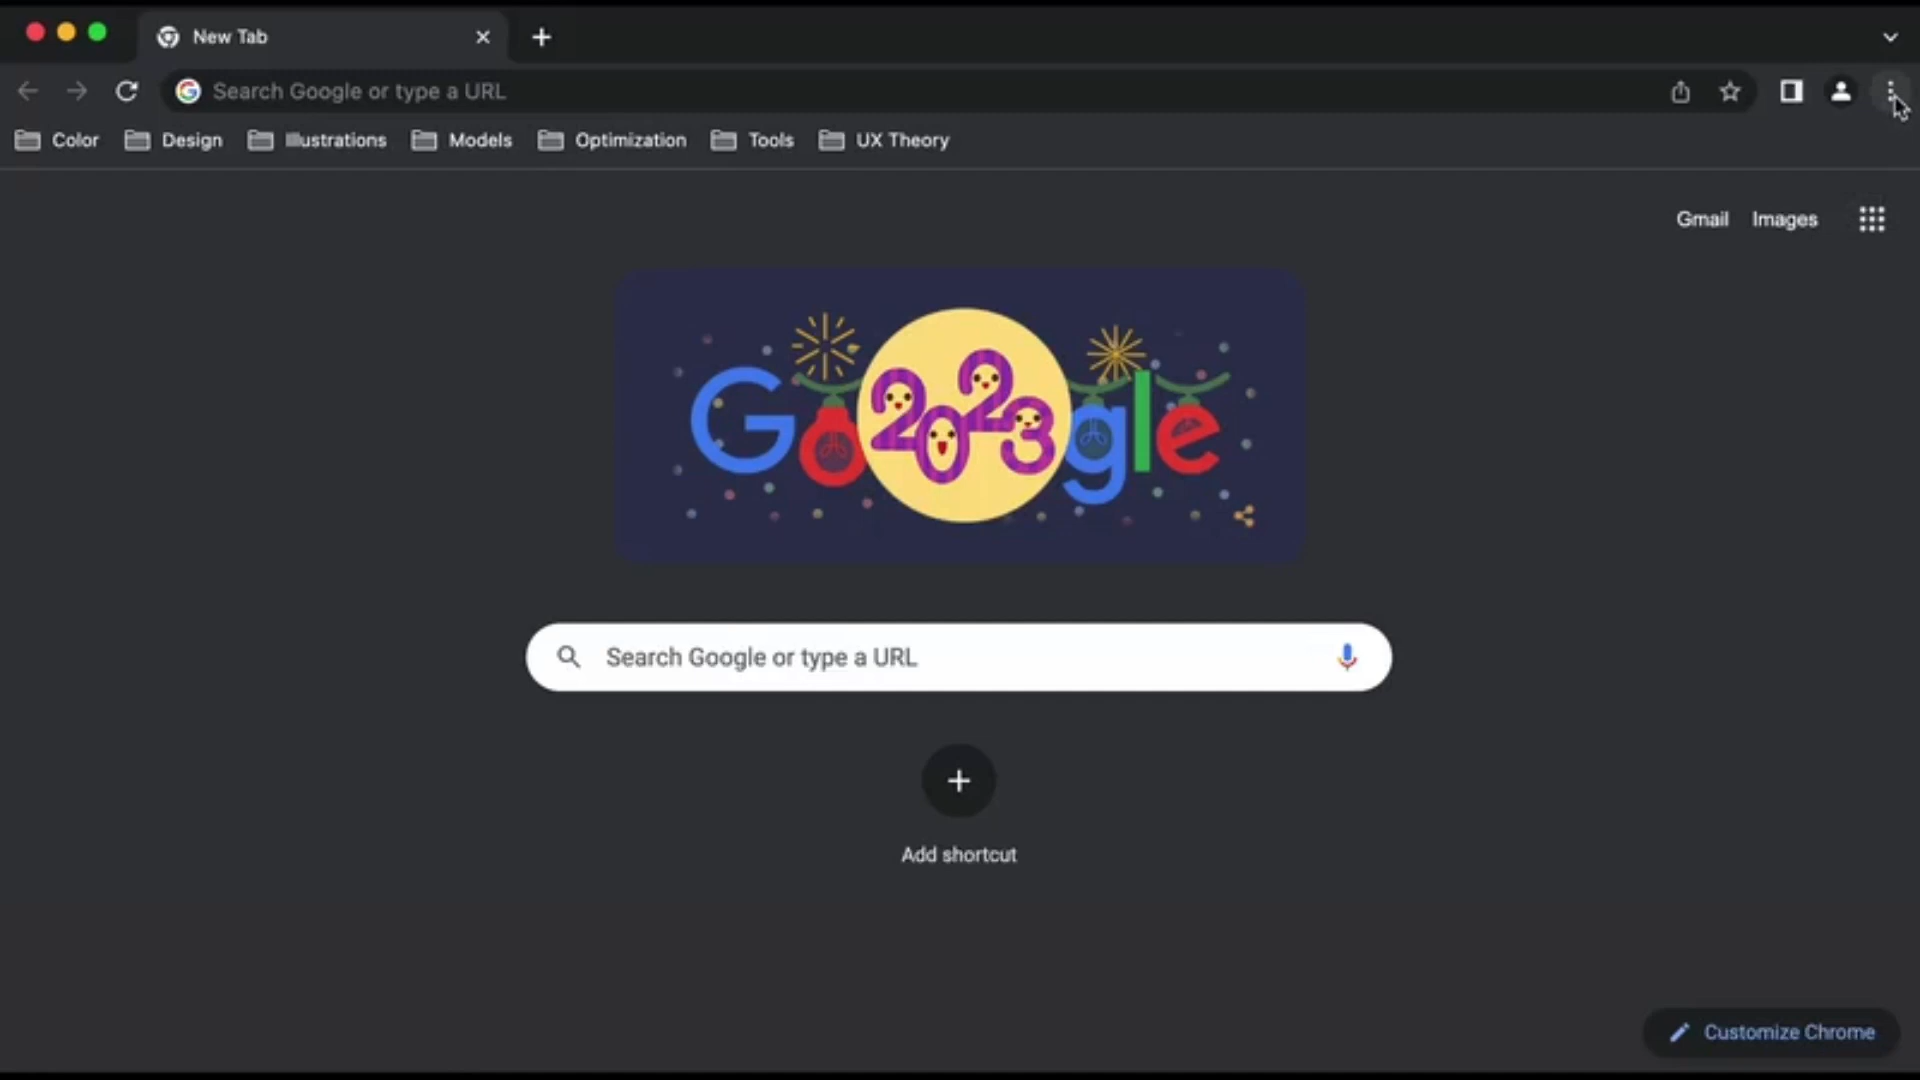 New Tab
Search Google or type a URL
Color Design Illustrations Models Optimization Tools UX Theory
Gmail Images
Google 2023
Search Google or type a URL
Add shortcut
Customize Chrome